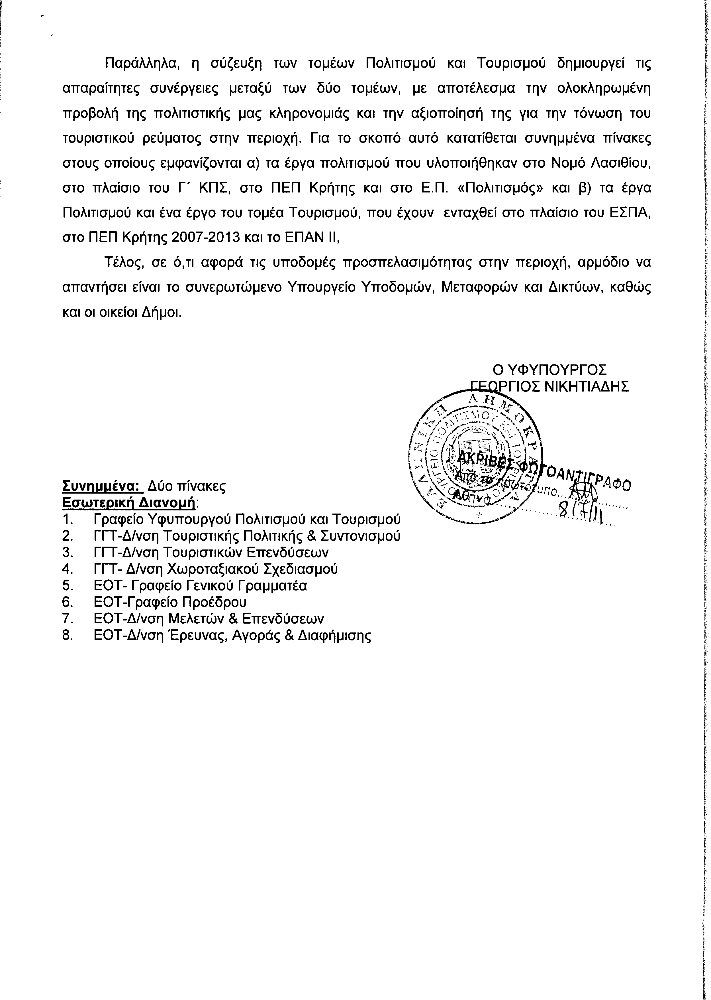 Παράλληλα, η σύζευξη των τομέων Πολιτισμού και Τουρισμού δημιουργεί τις
απαραίτητες συνέργειες μεταξύ των δύο τομέων, με αποτέλεσμα την ολοκληρωμένη
προβολή της πολιτιστικής μας κληρονομιάς και την αξιοποίησή της για την τόνωση του
τουριστικού ρεύματος στην περιοχή. Για το σκοπό αυτό κατατίθεται συνημμένα πίνακες
στους οποίους εμφανίζονται α) τα έργα πολιτισμού που υλοποιήθηκαν στο Νομό Λασιθίου,
στο πλαίσιο του Γ΄ ΚΠΣ, στο ΠΕΠ Κρήτης και στο Ε.Π. «Πολιτισμός» και β) τα έργα
Πολιτισμού και ένα έργο του τομέα Τουρισμού, που έχουν ενταχθεί στο πλαίσιο του ΕΣΠΑ,
στο ΠΕΠ Κρήτης 2007-2013 και το ΕΠΑΝ ΙΙ,
Τέλος, σε ό,τι αφορά τις υποδομές προσπελασιμότητας στην περιοχή, αρμόδιο να
απαντήσει είναι το συνερωτώμενο Υπουργείο Υποδομών, Μεταφορών και Δικτύων, καθώς
και οι οικείοι Δήμοι.
Ο ΥΦΥΠΟΥΡΓΟΣ
ΓΕΩΡΓΙΟΣ ΝΙΚΗΤΙΑΔΗΣ
ΕΛΛΗΝΙΚΗ ΔΗΜΟΚΡΑΤΙΑ
ΥΠΟΥΡΓΕΙΟ ΠΟΛΙΤΙΣΜΟΥ ΚΑΙ ΤΟΥΡΙΣΜΟΥ
ΑΚΡΙΒΕΣ ΦΩΤΟΑΝΤΙΓΡΑΦΟ
Από το πρωτότυπο
Αθήνα 8/7/11
Συνημμένα: Δύο πίνακες
Εσωτερική Διανομή:
1. Γραφείο Υφυπουργού Πολιτισμού και Τουρισμού
2. ΓΓΤ-Δ/νση Τουριστικής Πολιτικής & Συντονισμού
3. ΓΓΤ-Δ/νση Τουριστικών Επενδύσεων
4. ΓΓΤ- Δ/νση Χωροταξιακού Σχεδιασμού
5. ΕΟΤ- Γραφείο Γενικού Γραμματέα
6. ΕΟΤ-Γραφείο Προέδρου
7. ΕΟΤ-Δ/νση Μελετών & Επενδύσεων
8. ΕΟΤ-Δ/νση Έρευνας, Αγοράς & Διαφήμισης